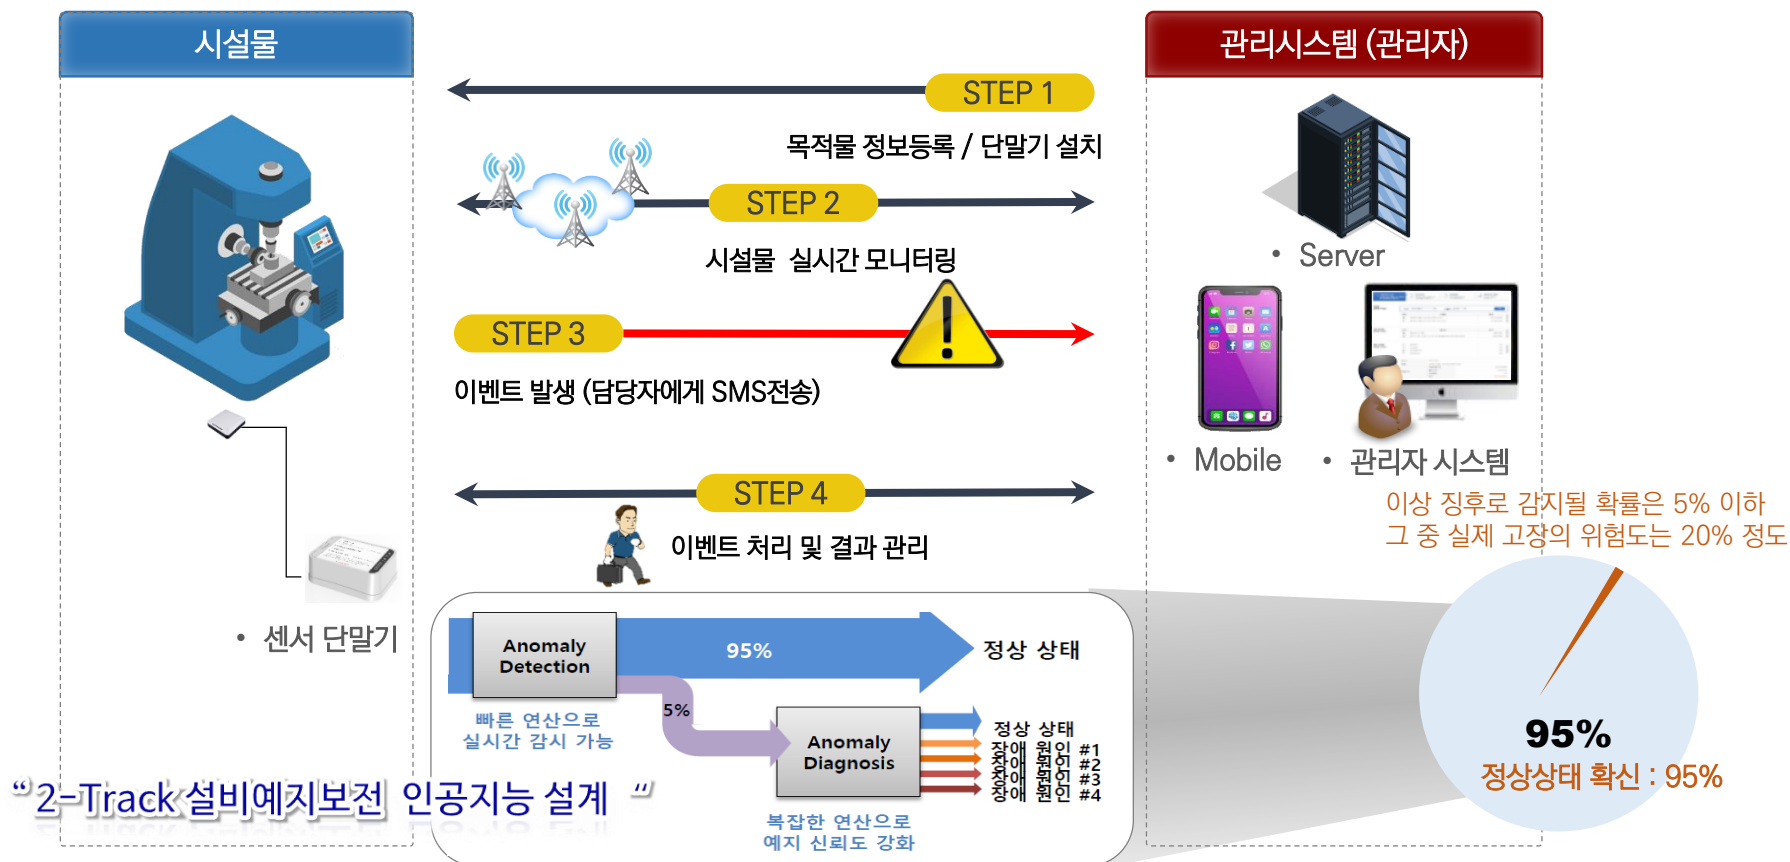 시설물
관리시스템 (관리자)
STEP 1
목적물 정보등록 / 단말기 설치
STEP 2
시설물 실시간 모니터링
STEP 3
이벤트 발생 (담당자에게 SMS전송)
STEP 4
이벤트 처리 및 결과 관리
• 센서 단말기
• Server
• Mobile
• 관리자 시스템
이상 징후로 감지될 확률은 5% 이하
그 중 실제 고장의 위험도는 20% 정도
95%
정상상태 확신 : 95%
Anomaly
Detection
95%
정상 상태
5%
빠른 연산으로
실시간 감시 가능
Anomaly
Diagnosis
정상 상태
장애 원인 #1
장애 원인 #2
장애 원인 #3
장애 원인 #4
복잡한 연산으로
예지 신뢰도 강화
“ 2-Track 설비예지보전 인공지능 설계 “